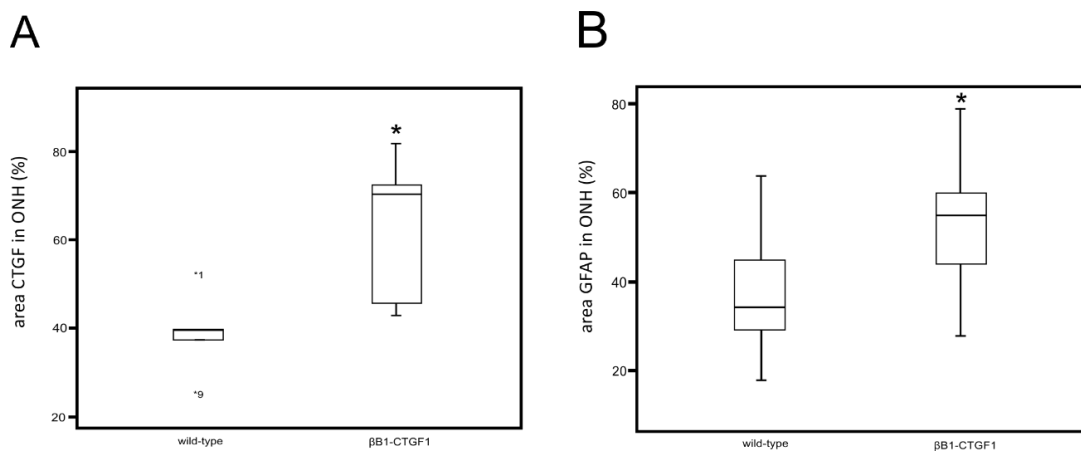 A
area CTGF in ONH (%)
80
60
40
20
*
*1
*9
wild-type
βB1-CTGF1
B
area GFAP in ONH (%)
80
60
40
20
*
wild-type
βB1-CTGF1